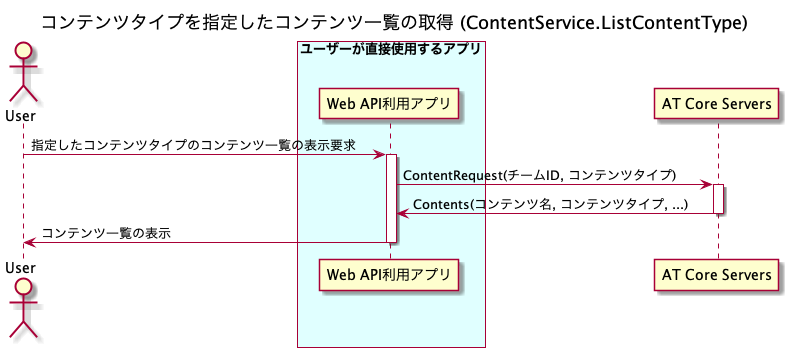 コンテンツタイプを指定したコンテンツ一覧の取得 (ContentService.ListContentType)
ユーザーが直接使用するアプリ
User
Web API利用アプリ
AT Core Servers
指定したコンテンツタイプのコンテンツ一覧の表示要求
ContentRequest(チームID, コンテンツタイプ)
Contents(コンテンツ名, コンテンツタイプ, ...)
コンテンツ一覧の表示
User
Web API利用アプリ
AT Core Servers